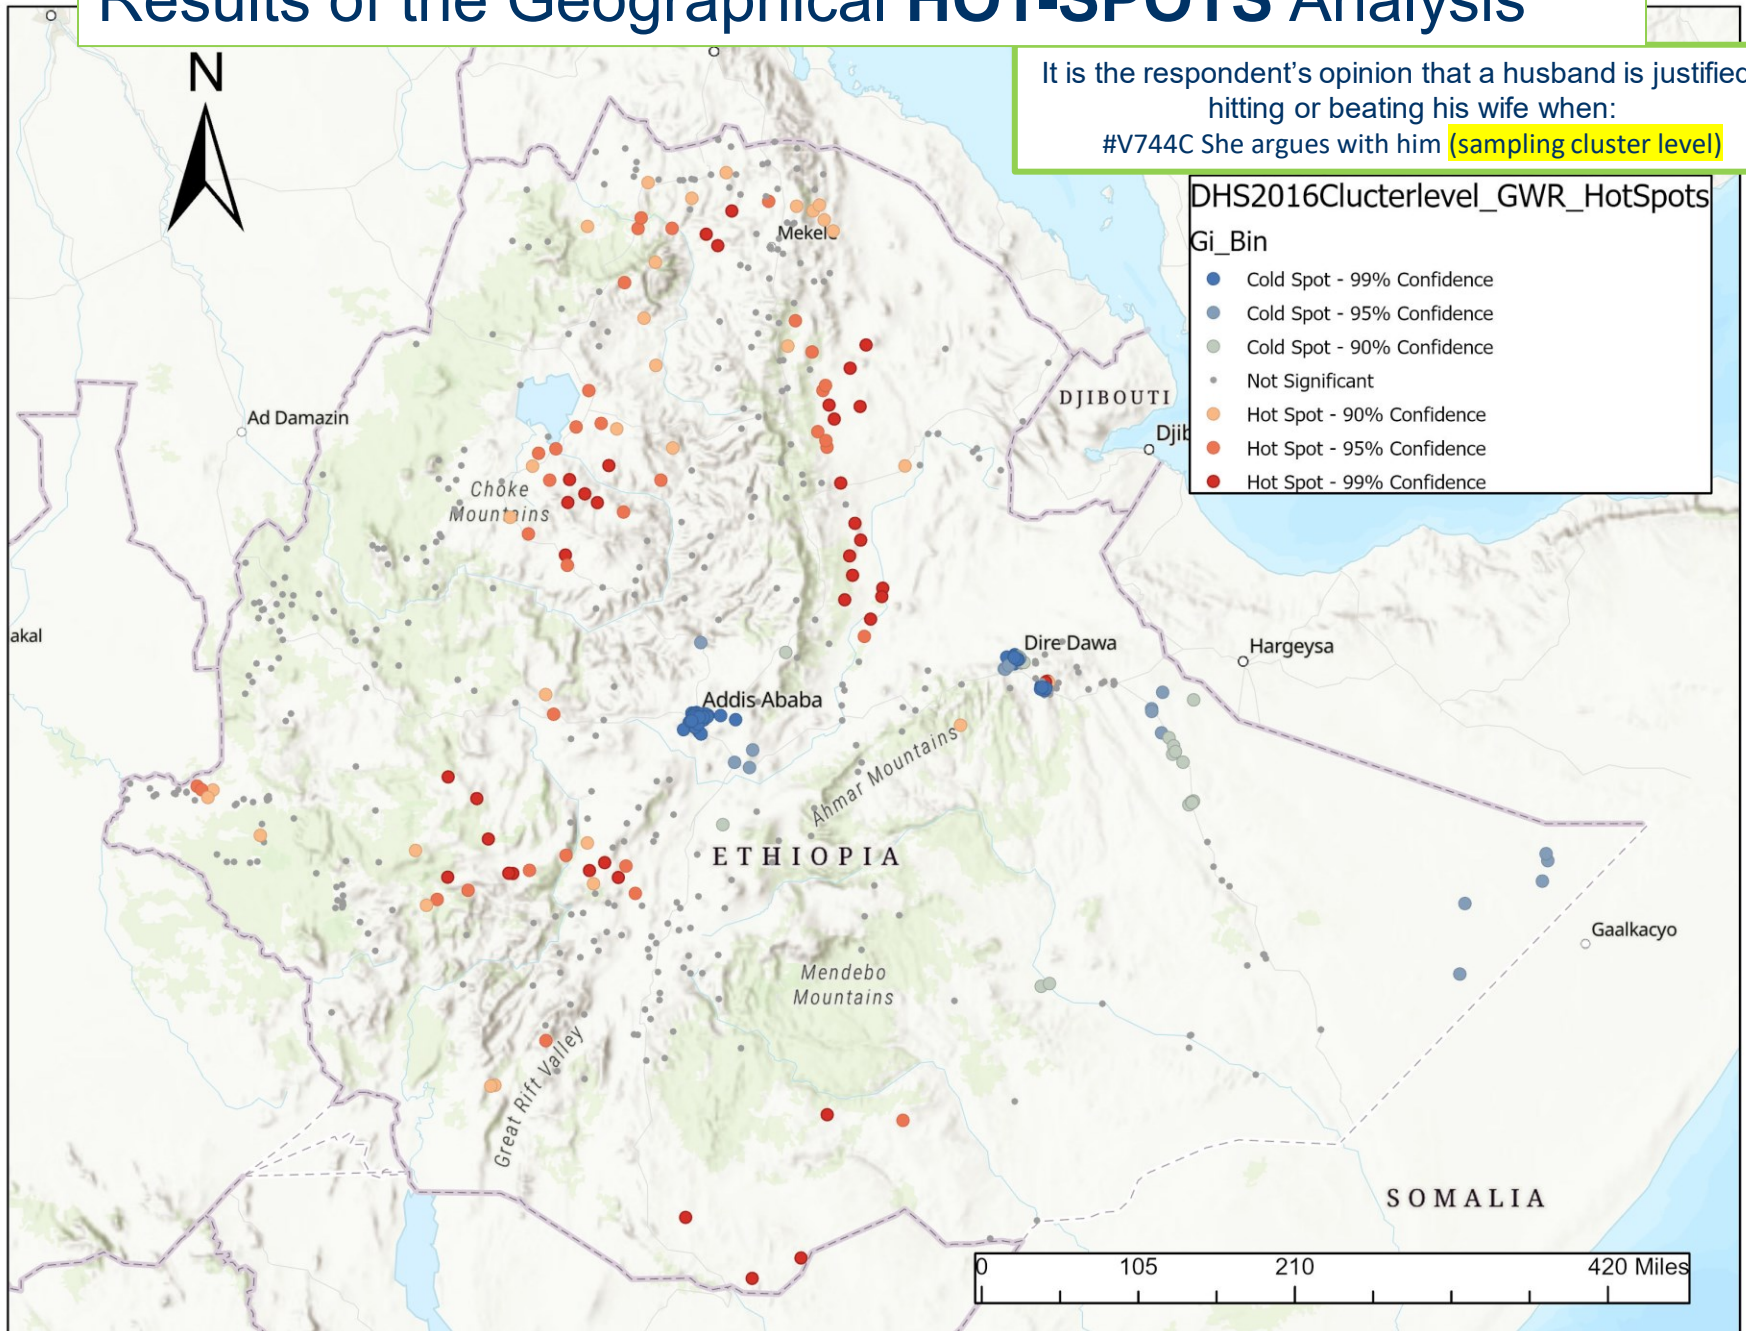 Results of the Geographical HOT-SPOTS Analysis
N
It is the respondent's opinion that a husband is justified
hitting or beating his wife when:
#V744C She argues with him (sampling cluster level)
DHS2016Clucterlevel_GWR_HotSpots
Gi_Bin
Cold Spot - 99% Confidence
Cold Spot - 95% Confidence
Cold Spot - 90% Confidence
Not Significant
Hot Spot - 90% Confidence
Hot Spot - 95% Confidence
Hot Spot - 99% Confidence
Mekele
DJIBOUTI
Djib
Ad Damazin
Choke
Mountains
akal
Dire Dawa
Hargeysa
Addis Ababa
Ahmar Mountains
ETHIOPIA
Gaalkacyo
Mendebo
Mountains
Great Rift Valley
SOMALIA
0 105 210 420 Miles